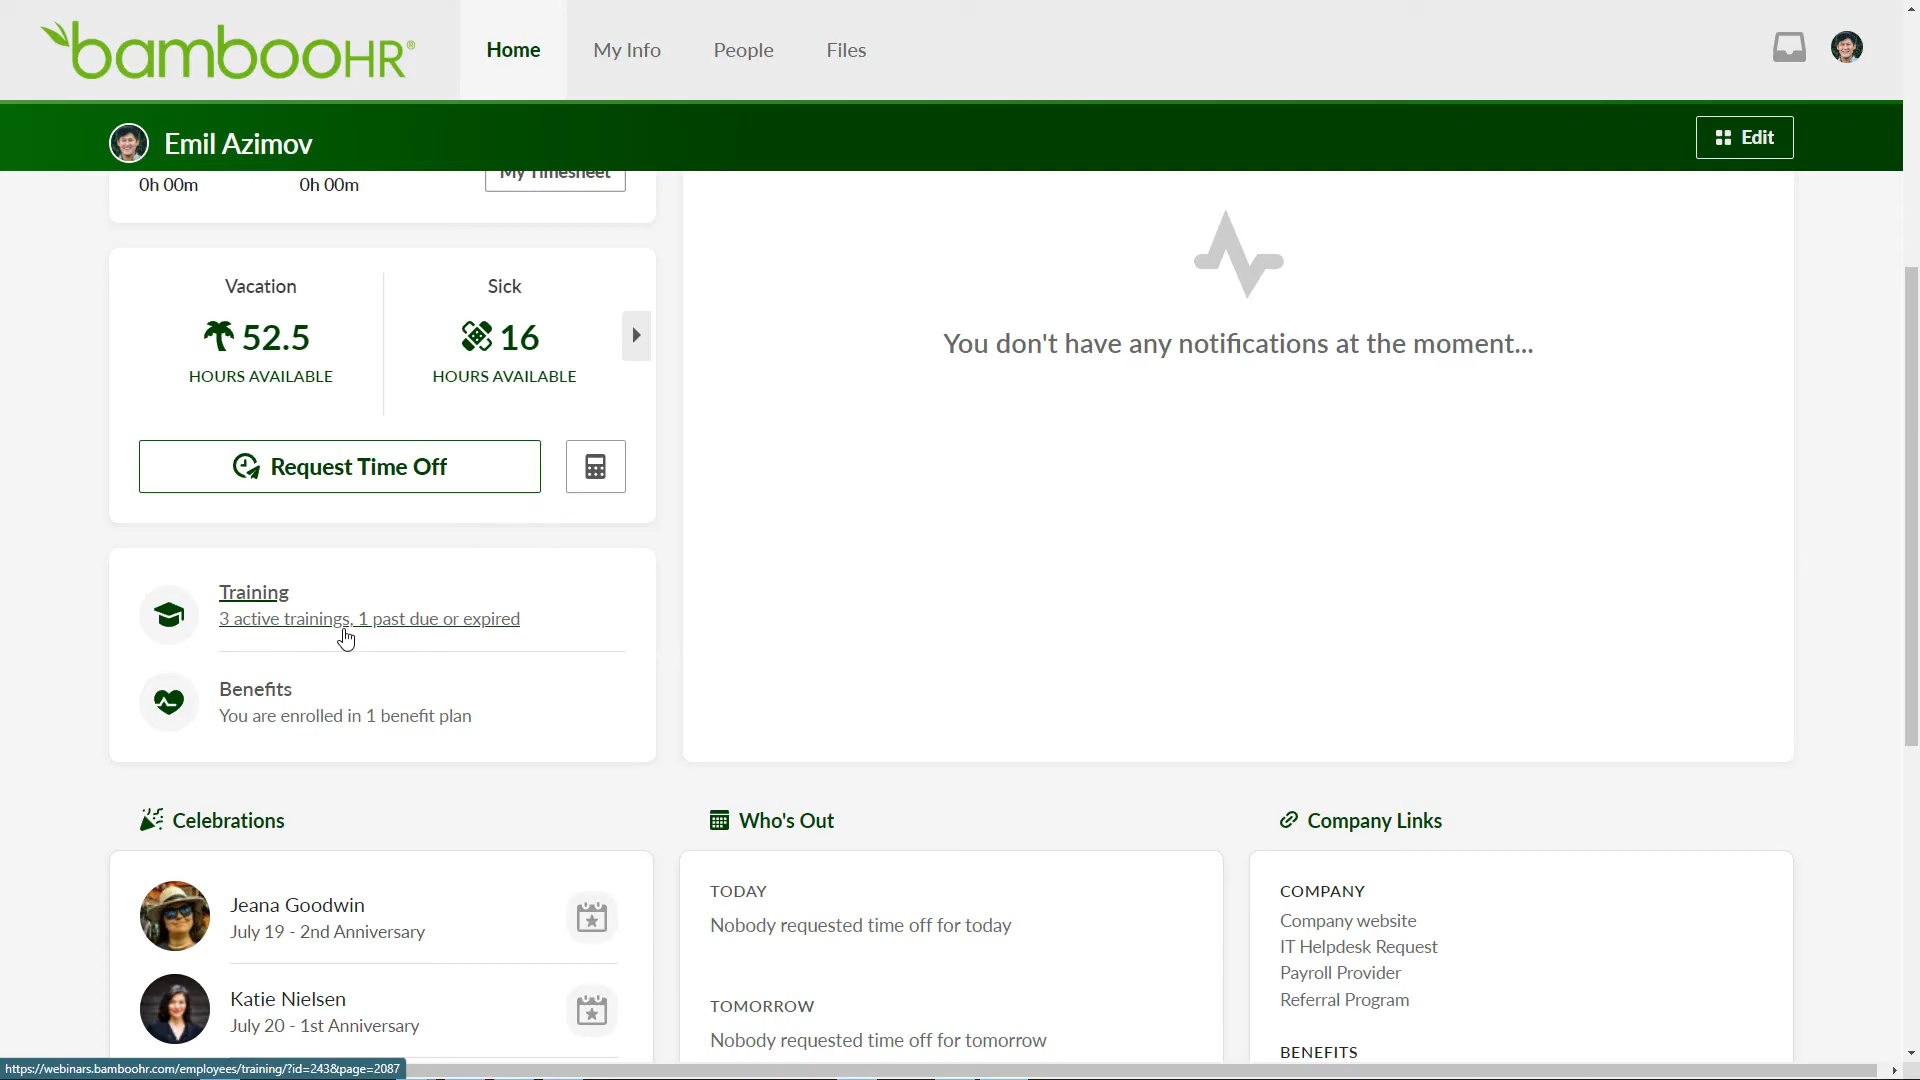 bambooHR®
Home
My Info
People
Files
Emil Azimov
Edit
0h 00m
0h 00m
My Timesheet
Vacation
52.5
HOURS AVAILABLE
Sick
16
HOURS AVAILABLE
Request Time Off
You don't have any notifications at the moment...
Training
3 active trainings, 1 past due or expired
Benefits
You are enrolled in 1 benefit plan
Celebrations
Jeana Goodwin
July 19 - 2nd Anniversary
Katie Nielsen
July 20 - 1st Anniversary
Who's Out
TODAY
Nobody requested time off for today
TOMORROW
Nobody requested time off for tomorrow
Company Links
COMPANY
Company website
IT Helpdesk Request
Payroll Provider
Referral Program
BENEFITS
https://webinars.bamboohr.com/employees/training/?id=243&page=2087